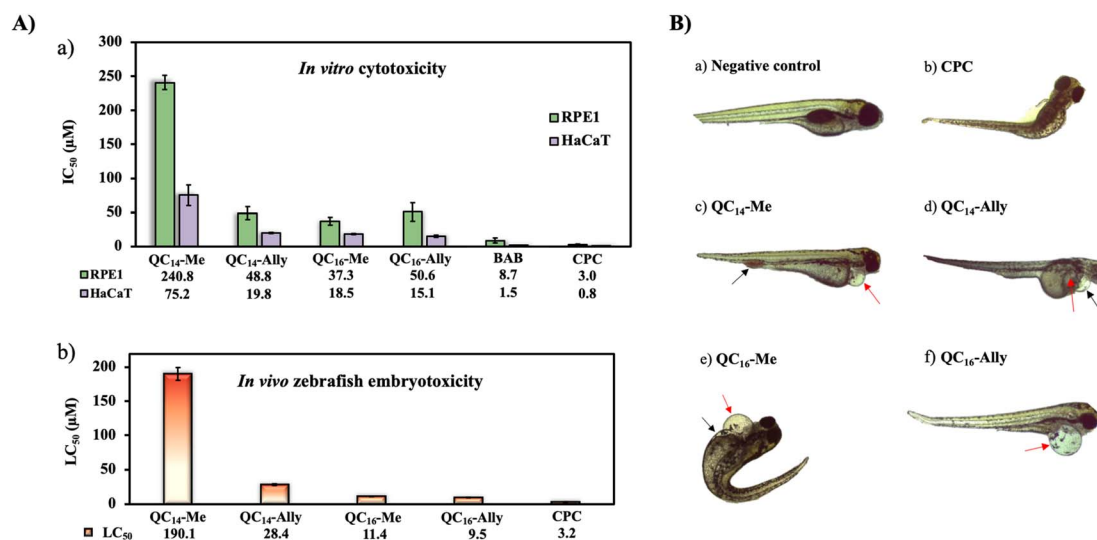 A)
a)
In vitro cytotoxicity
RPE1
HaCaT
IC50 (μM)
300
250
200
150
100
50
0
QC14-Me QC14-Ally QC16-Me QC16-Ally BAB CPC
RPE1 240.8 48.8 37.3 50.6 8.7 3.0
HaCaT 75.2 19.8 18.5 15.1 1.5 0.8
b)
In vivo zebrafish embryotoxicity
LC50 (μM)
200
150
100
50
0
QC14-Me QC14-Ally QC16-Me QC16-Ally CPC
LC50 190.1 28.4 11.4 9.5 3.2
B)
a) Negative control
b) CPC
c) QC14-Me
d) QC14-Ally
e) QC16-Me
f) QC16-Ally